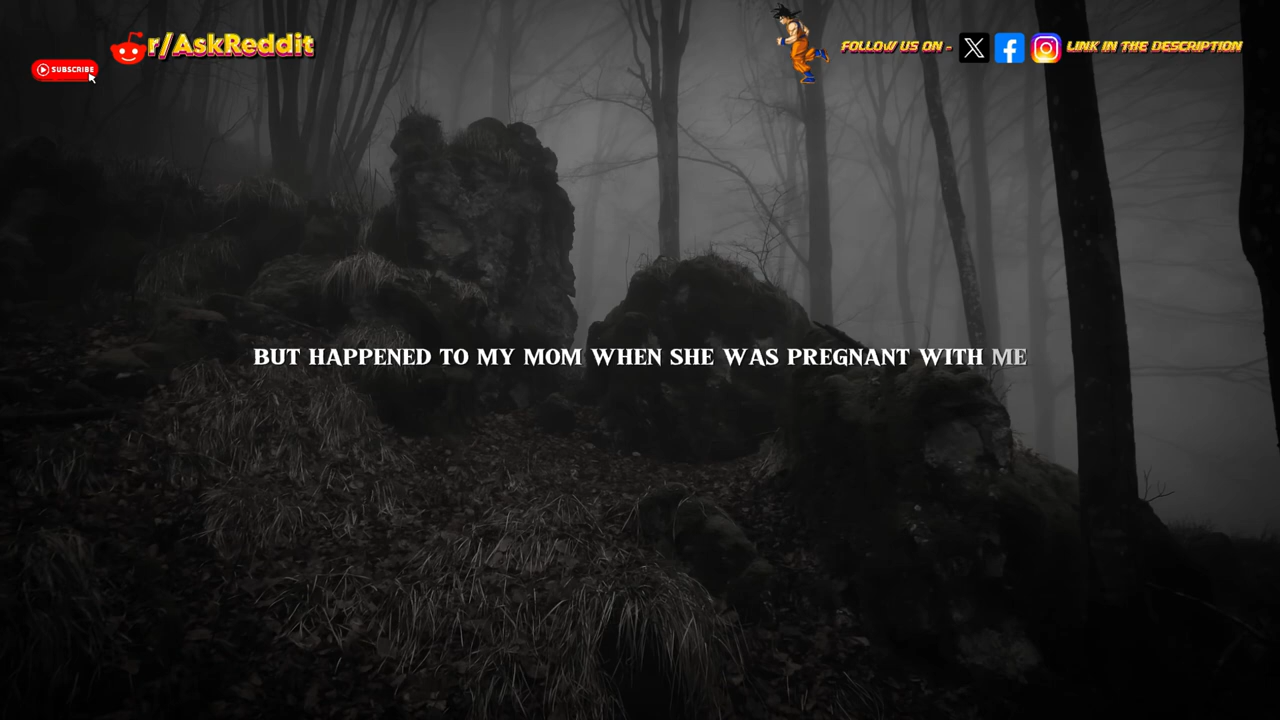 r/AskReddit
SUBSCRIBE
FOLLOW US ON -
LINK IN THE DESCRIPTION
BUT HAPPENED TO MY MOM WHEN SHE WAS PREGNANT WITH ME